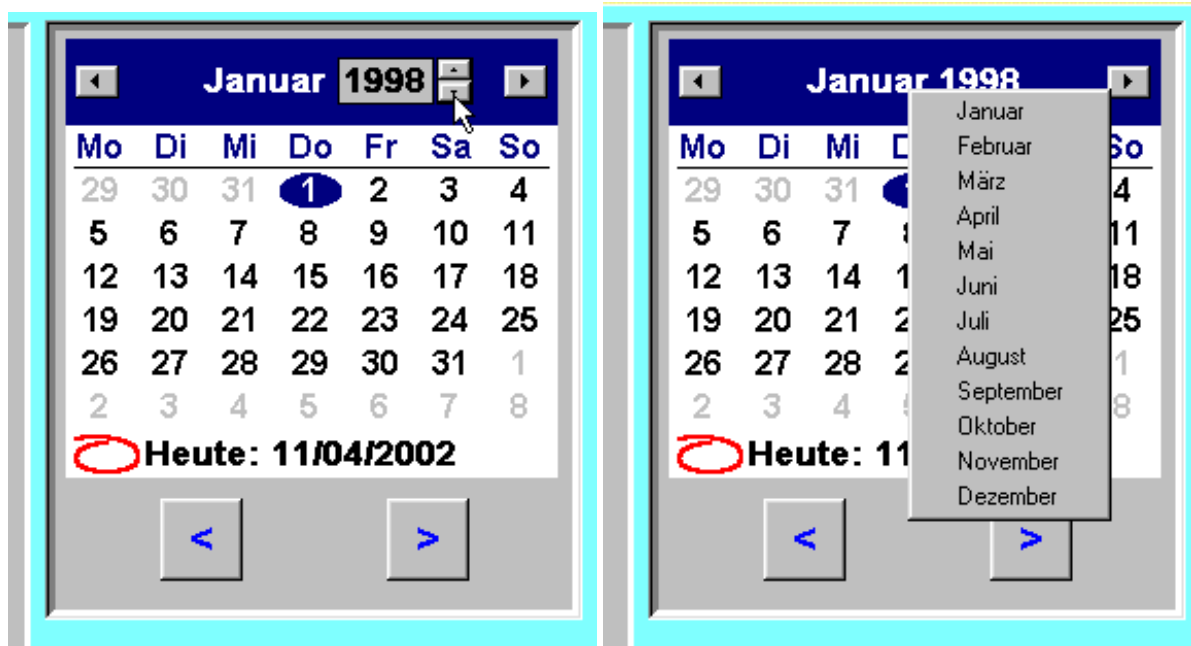 Januar 1998
Mo Di Mi Do Fr Sa So
29 30 31 1 2 3 4
5 6 7 8 9 10 11
12 13 14 15 16 17 18
19 20 21 22 23 24 25
26 27 28 29 30 31 1
2 3 4 5 6 7 8
Heute: 11/04/2002
< >
Januar 1998
Mo Di Mi So
29 30 31 4
5 6 7 11
12 13 14 18
19 20 21 25
26 27 28 1
2 3 4 8
Heute: 11
Januar
Februar
März
April
Mai
Juni
Juli
August
September
Oktober
November
Dezember
< >